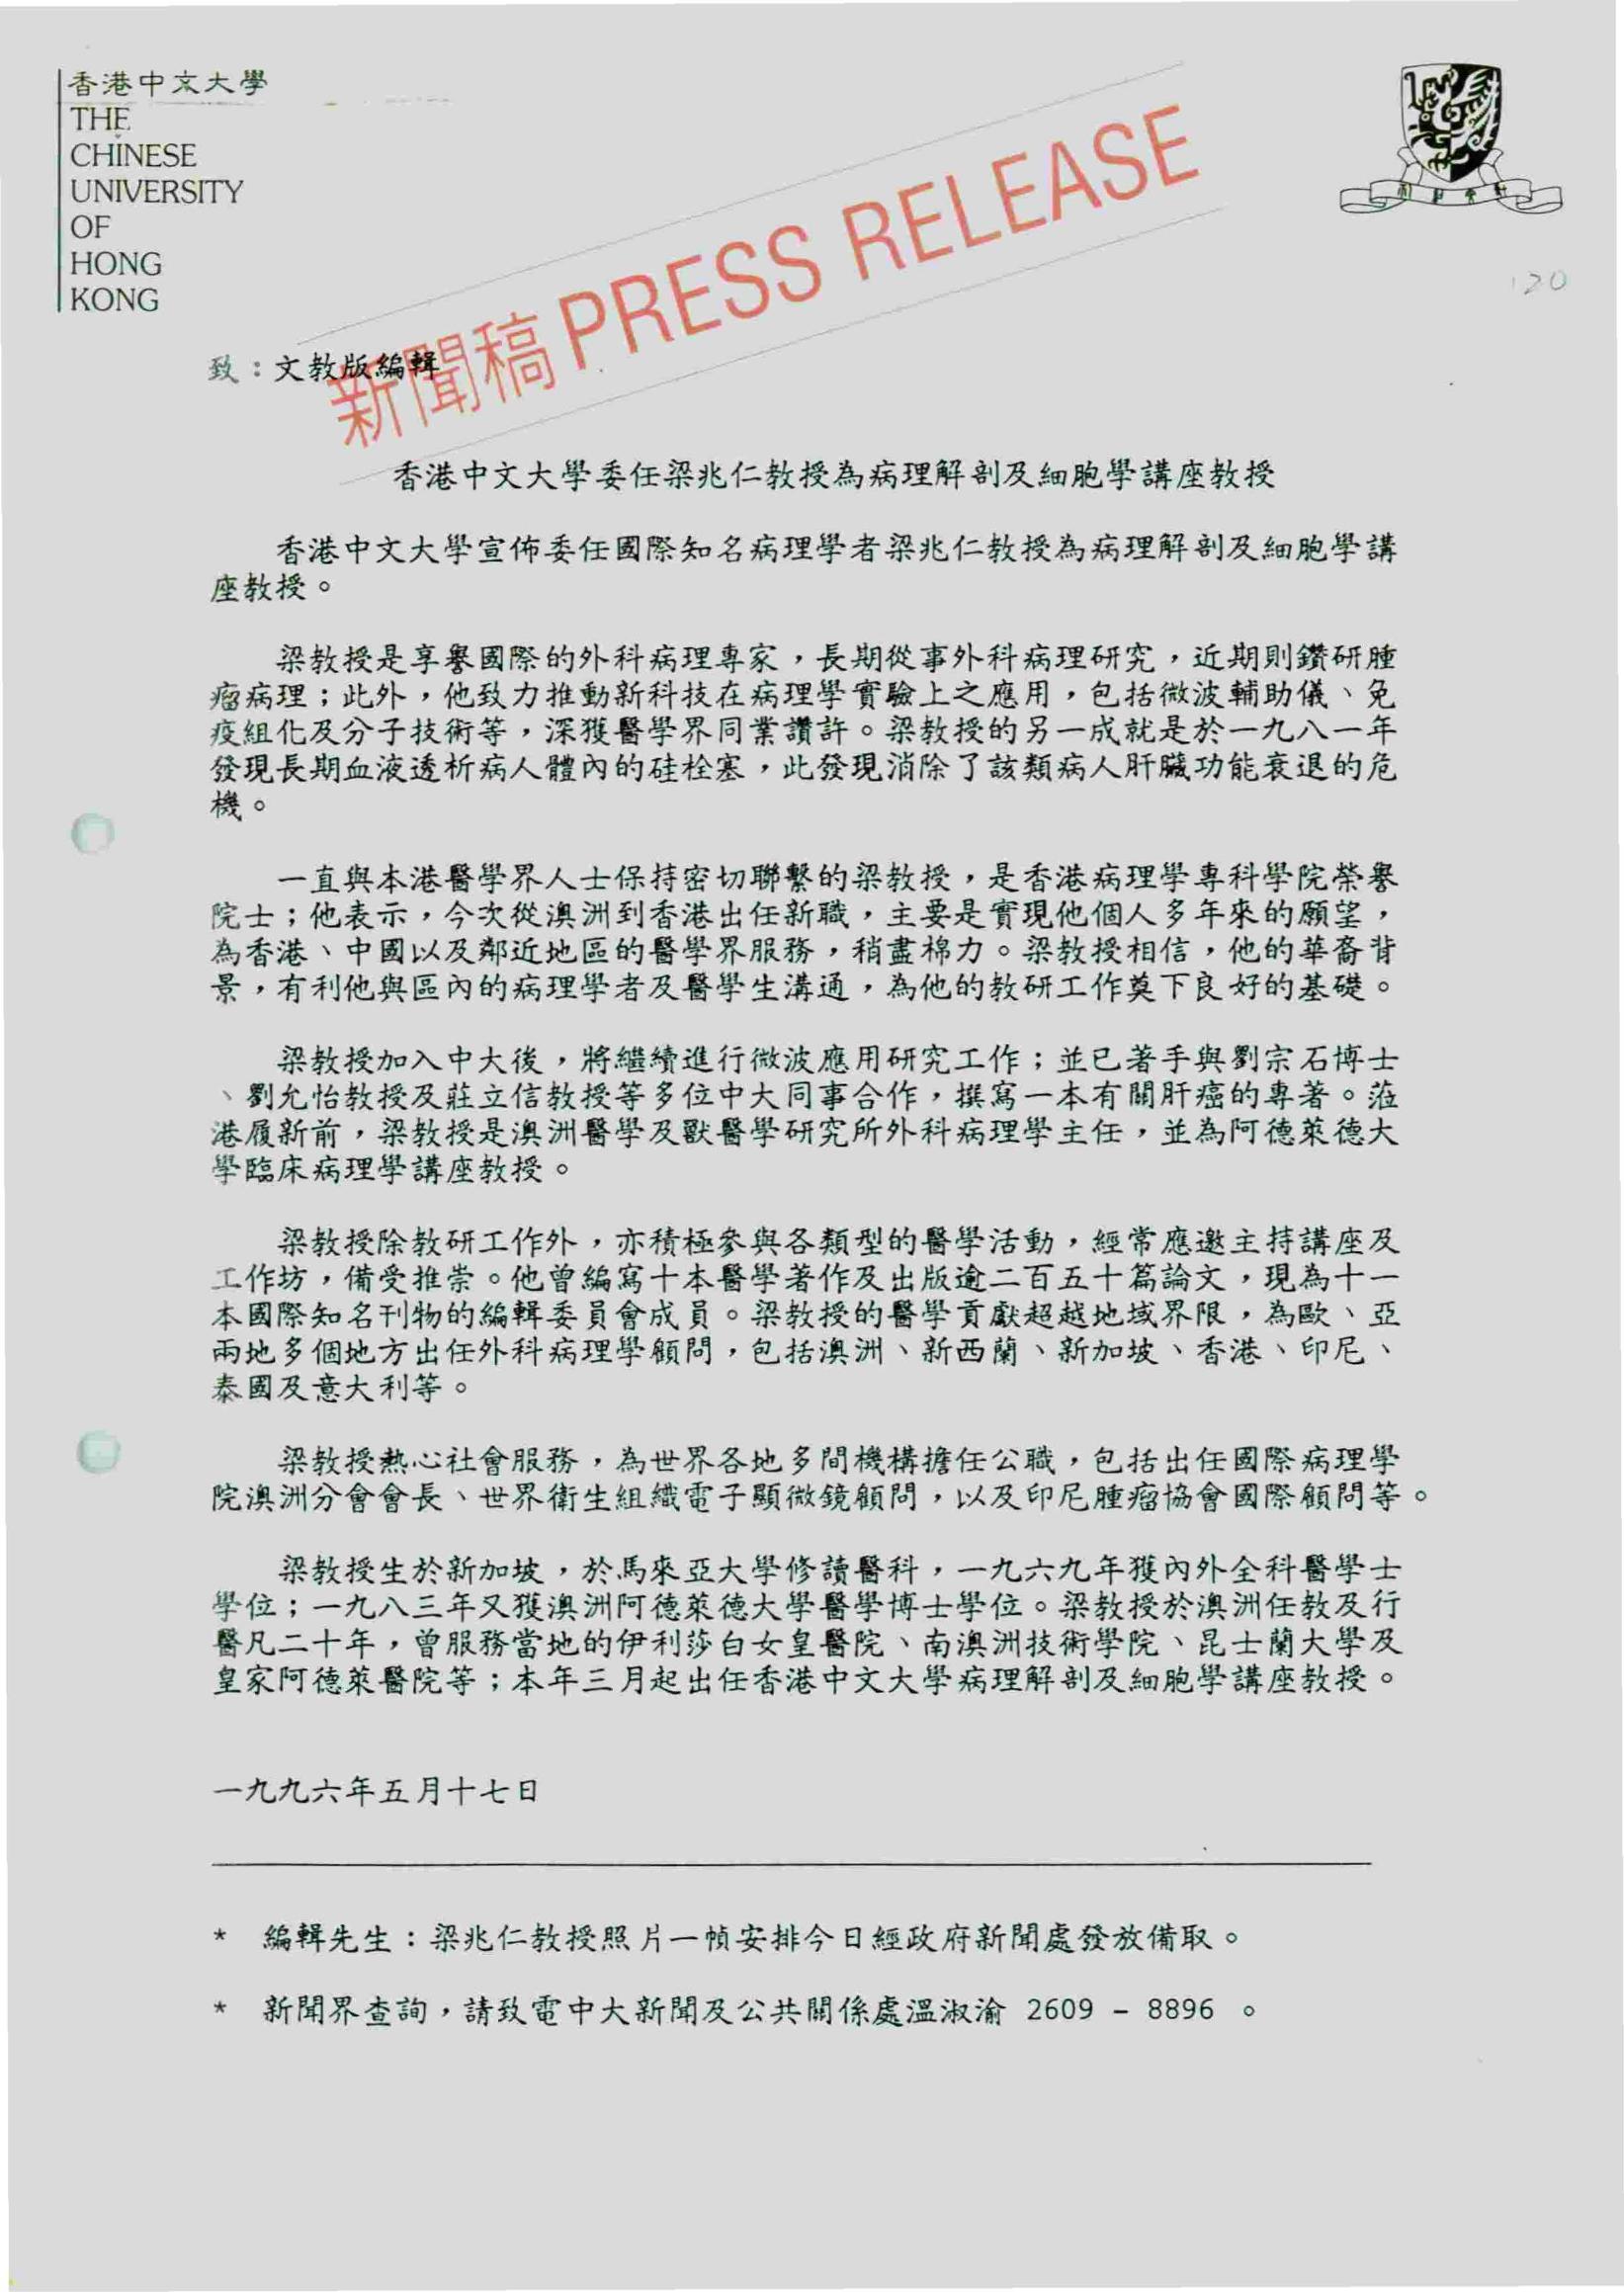 香港中文大學
THE
CHINESE
UNIVERSITY
OF
HONG
KONG
新聞稿 PRESS RELEASE
120
致：文教版編輯
香港中文大學委任梁兆仁教授為病理解剖及細胞學講座教授
香港中文大學宣佈委任國際知名病理學者梁兆仁教授為病理解剖及細胞學講
座教授。
梁教授是享譽國際的外科病理專家，長期從事外科病理研究，近期則鑽研腫
瘤病理；此外，他致力推動新科技在病理學實驗上之應用，包括微波輔助儀、免
疫組化及分子技術等，深獲醫學界同業讚許。梁教授的另一成就是於一九八一年
發現長期血液透析病人體內的硅栓塞，此發現消除了該類病人肝臟功能衰退的危
機。
一直與本港醫學界人士保持密切聯繫的梁教授，是香港病理學專科學院榮譽
院士；他表示，今次從澳洲到香港出任新職，主要是實現他個人多年來的願望，
為香港、中國以及鄰近地區的醫學界服務，稍盡棉力。梁教授相信，他的華裔背
景，有利他與區內的病理學者及醫學生溝通，為他的教研工作奠下良好的基礎。
梁教授加入中大後，將繼續進行微波應用研究工作；並已著手與劉宗石博士
、劉允怡教授及莊立信教授等多位中大同事合作，撰寫一本有關肝癌的專著。蒞
港履新前，梁教授是澳洲醫學及獸醫學研究所外科病理學主任，並為阿德萊德大
學臨床病理學講座教授。
梁教授除教研工作外，亦積極參與各類型的醫學活動，經常應邀主持講座及
工作坊，備受推崇。他曾編寫十本醫學著作及出版逾二百五十篇論文，現為十一
本國際知名刊物的編輯委員會成員。梁教授的醫學貢獻超越地域界限，為歐、亞
兩地多個地方出任外科病理學顧問，包括澳洲、新西蘭、新加坡、香港、印尼、
泰國及意大利等。
梁教授熱心社會服務，為世界各地多間機構擔任公職，包括出任國際病理學
院澳洲分會會長、世界衛生組織電子顯微鏡顧問，以及印尼腫瘤協會國際顧問等。
梁教授生於新加坡，於馬來亞大學修讀醫科，一九六九年獲內外全科醫學士
學位；一九八三年又獲澳洲阿德萊德大學醫學博士學位。梁教授於澳洲任教及行
醫凡二十年，曾服務當地的伊利莎白女皇醫院、南澳洲技術學院、昆士蘭大學及
皇家阿德萊醫院等；本年三月起出任香港中文大學病理解剖及細胞學講座教授。
一九九六年五月十七日
* 編輯先生：梁兆仁教授照片一幀安排今日經政府新聞處發放備取。
* 新聞界查詢，請致電中大新聞及公共關係處溫淑渝 2609 - 8896 。